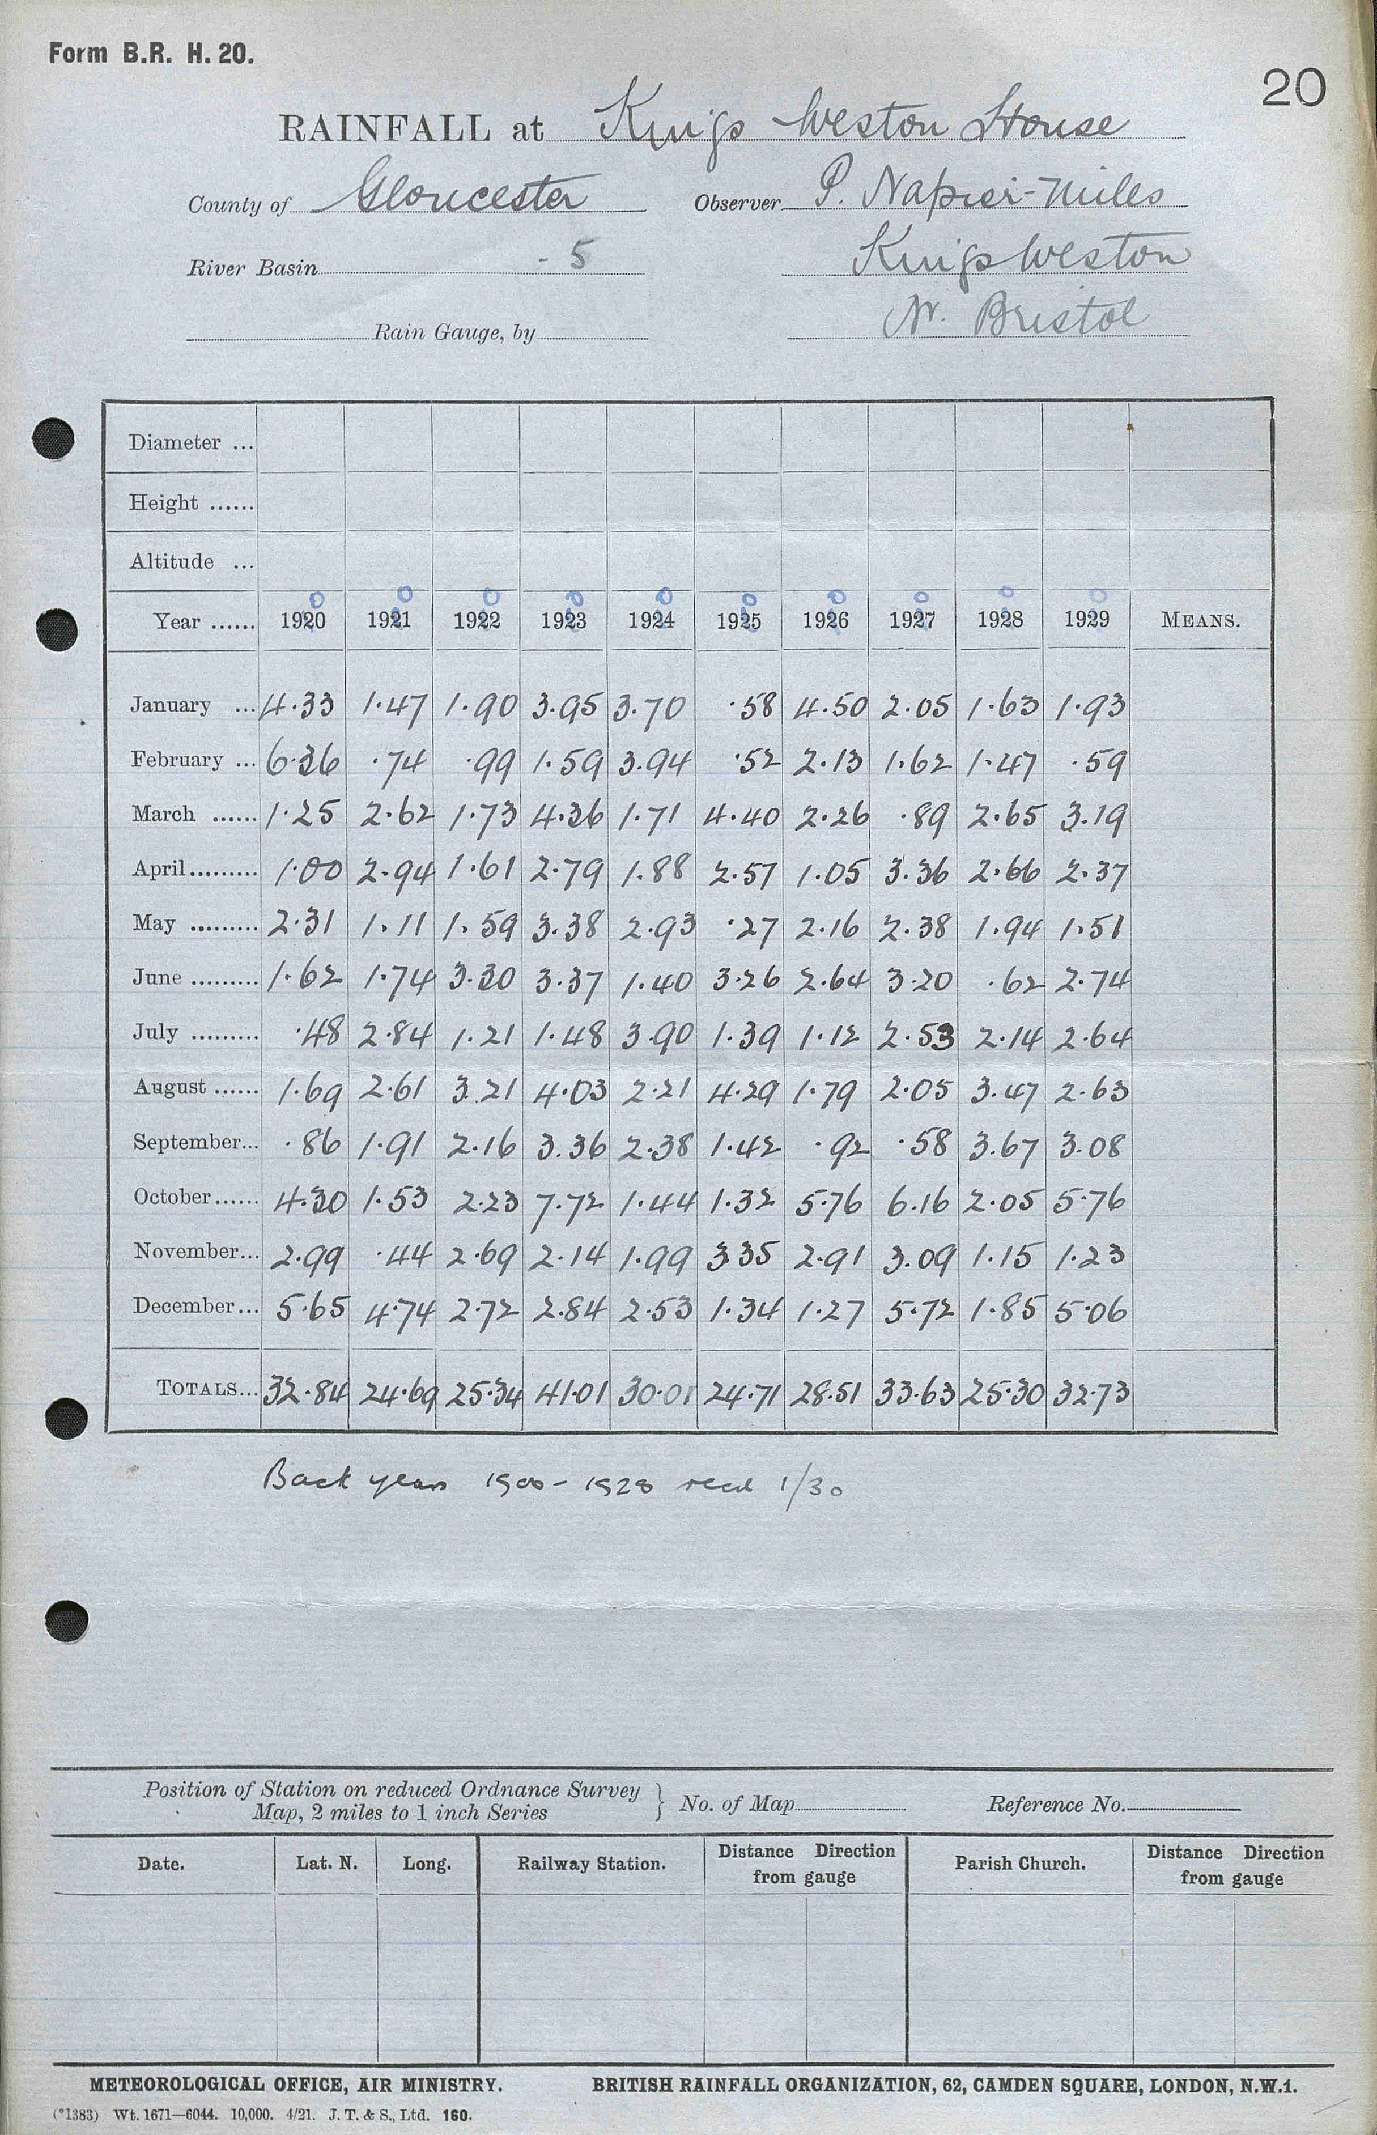 Form B.R. H. 20.
20
RAINFALL at Kings Weston House
County of Gloucester Observer P. Napier-Miles
River Basin - 5 Kings Weston
Rain Gauge, by Nr. Bristol
Diameter ...
Height ......
Altitude ...
Year ...... 1920 1921 1922 1923 1924 1925 1926 1927 1928 1929 MEANS.
January ... 4.33 1.47 1.90 3.95 3.70 .58 4.50 2.05 1.63 1.93
February ... 6.36 .74 .99 1.59 3.94 .52 2.13 1.62 1.47 .59
March ...... 1.25 2.62 1.73 4.36 1.71 4.40 2.26 .89 2.65 3.19
April......... 1.00 2.94 1.61 2.79 1.88 2.57 1.05 3.36 2.66 2.37
May ......... 2.31 1.11 1.59 3.38 2.93 .27 2.16 2.38 1.94 1.51
June ......... 1.62 1.74 3.30 3.37 1.40 3.26 2.64 3.20 .62 2.74
July ......... .48 2.84 1.21 1.48 3.90 1.39 1.12 2.53 2.14 2.64
August ...... 1.69 2.61 3.21 4.03 2.21 4.29 1.79 2.05 3.47 2.63
September... .86 1.91 2.16 3.36 2.38 1.42 .92 .58 3.67 3.08
October...... 4.30 1.53 2.23 7.72 1.44 1.32 5.76 6.16 2.05 5.76
November... 2.99 .44 2.69 2.14 1.99 3.35 2.91 3.09 1.15 1.23
December... 5.65 4.74 2.72 2.84 2.53 1.34 1.27 5.72 1.85 5.06
TOTALS... 32.84 24.69 25.34 41.01 30.01 24.71 28.51 33.63 25.30 32.73
Back years 1900 - 1928 recd 1/30
Position of Station on reduced Ordnance Survey
Map, 2 miles to 1 inch Series } No. of Map Reference No.
Date. Lat. N. Long. Railway Station. Distance Direction from gauge Parish Church. Distance Direction from gauge
METEOROLOGICAL OFFICE, AIR MINISTRY. BRITISH RAINFALL ORGANIZATION, 62, CAMDEN SQUARE, LONDON, N.W.1.
(*1383) Wt. 1671—6044. 10,000. 4/21. J. T. & S., Ltd. 160.